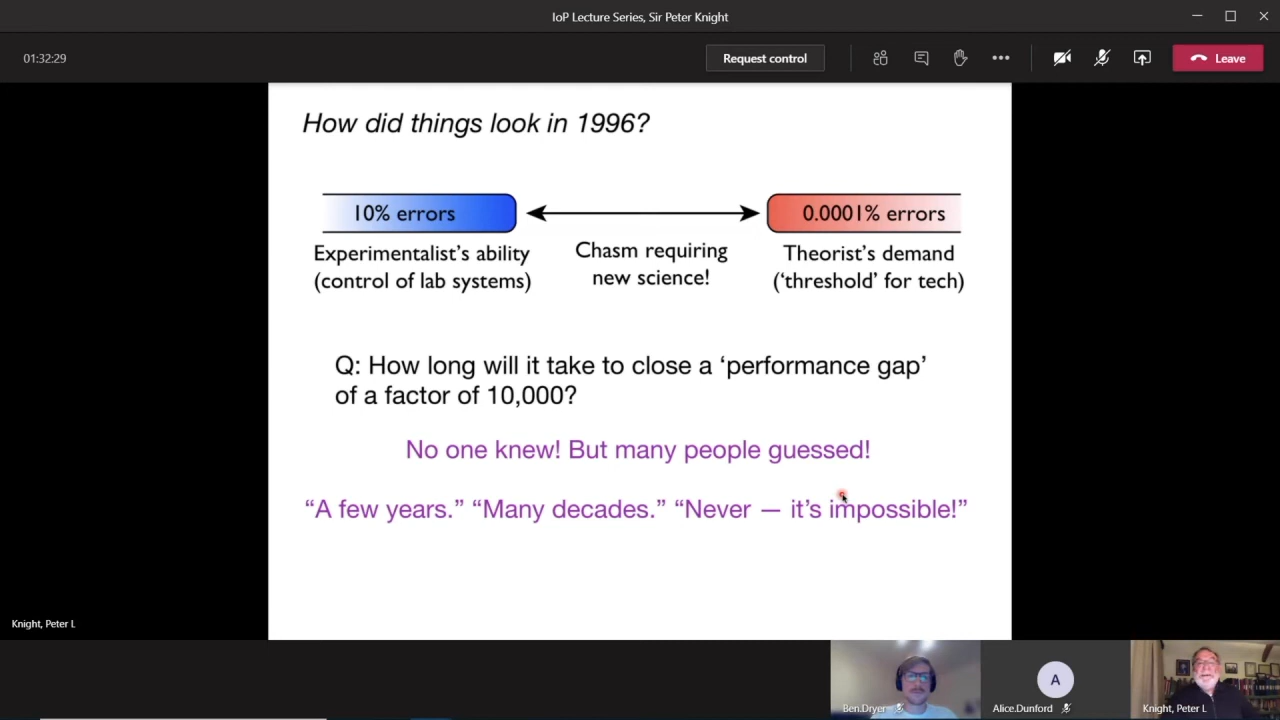 IoP Lecture Series, Sir Peter Knight
01:32:29
Request control
Leave
How did things look in 1996?
10% errors
0.0001% errors
Experimentalist's ability
(control of lab systems)
Chasm requiring
new science!
Theorist's demand
(‘threshold’ for tech)
Q: How long will it take to close a ‘performance gap’
of a factor of 10,000?
No one knew! But many people guessed!
“A few years.” “Many decades.” “Never — it’s impossible!”
Knight, Peter L
A
Ben.Dryer
Alice.Dunford
Knight, Peter L